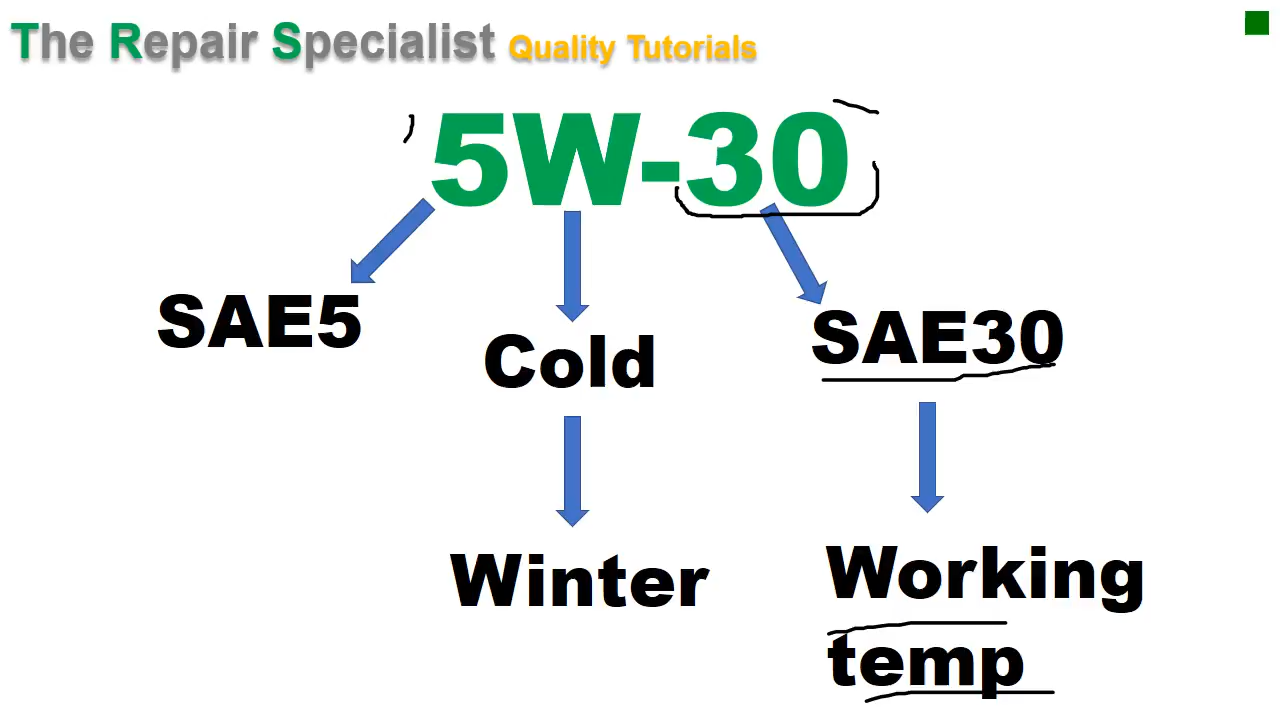 The Repair Specialist Quality Tutorials
5W-30
SAE5
Cold
SAE30
Winter
Working
temp